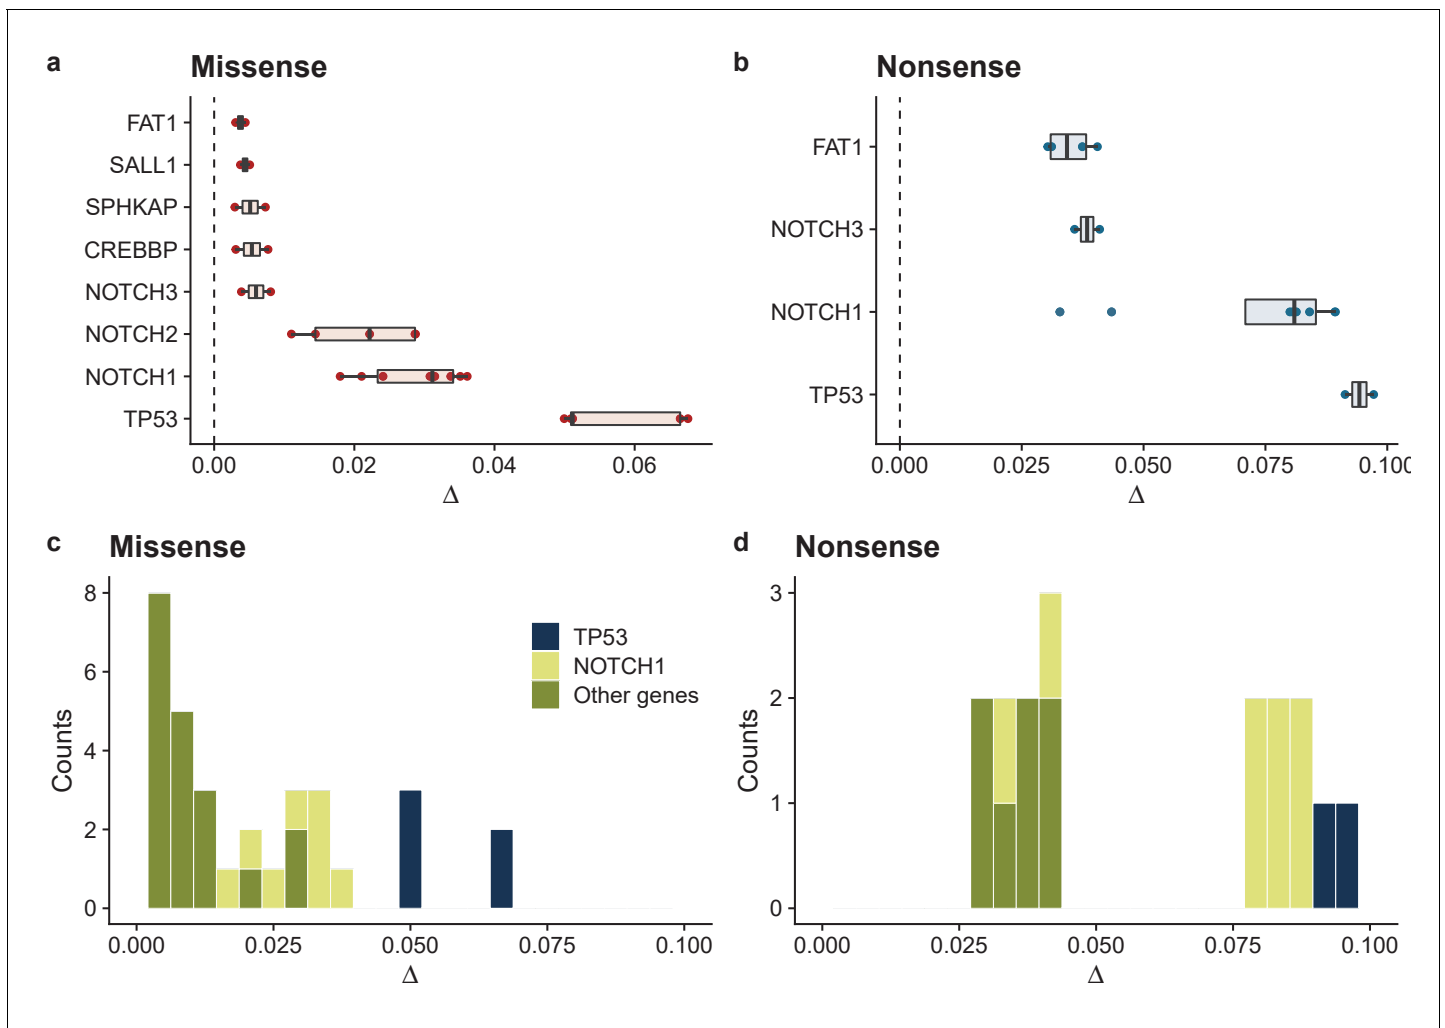 a Missense
FAT1
SALL1
SPHKAP
CREBBP
NOTCH3
NOTCH2
NOTCH1
TP53
0.00 0.02 0.04 0.06
Δ
b Nonsense
FAT1
NOTCH3
NOTCH1
TP53
0.000 0.025 0.050 0.075 0.100
Δ
c Missense
Counts
8
6
4
2
0
TP53
NOTCH1
Other genes
0.000 0.025 0.050 0.075 0.100
Δ
d Nonsense
Counts
3
2
1
0
0.000 0.025 0.050 0.075 0.100
Δ